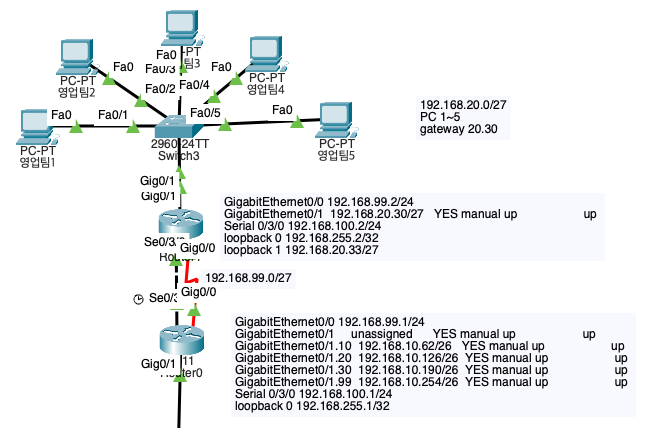 Fa0
-PT
팀3
Fa0/3
Fa0
PC-PT
영업팀2
Fa0
PC-PT
영업팀4
Fa0/2
Fa0/4
Fa0
Fa0/1
Fa0/5
Fa0
PC-PT
영업팀1
PC-PT
영업팀5
2960-24TT
Switch3
192.168.20.0/27
PC 1~5
gateway 20.30
Gig0/1
Gig0/1
GigabitEthernet0/0 192.168.99.2/24
GigabitEthernet0/1 192.168.20.30/27 YES manual up up
Serial 0/3/0 192.168.100.2/24
loopback 0 192.168.255.2/32
loopback 1 192.168.20.33/27
Gig0/0
192.168.99.0/27
Gig0/0
GigabitEthernet0/0 192.168.99.1/24
GigabitEthernet0/1 unassigned YES manual up up
GigabitEthernet0/1.10 192.168.10.62/26 YES manual up up
GigabitEthernet0/1.20 192.168.10.126/26 YES manual up up
GigabitEthernet0/1.30 192.168.10.190/26 YES manual up up
GigabitEthernet0/1.99 192.168.10.254/26 YES manual up up
Serial 0/3/0 192.168.100.1/24
loopback 0 192.168.255.1/32
Gig0/1